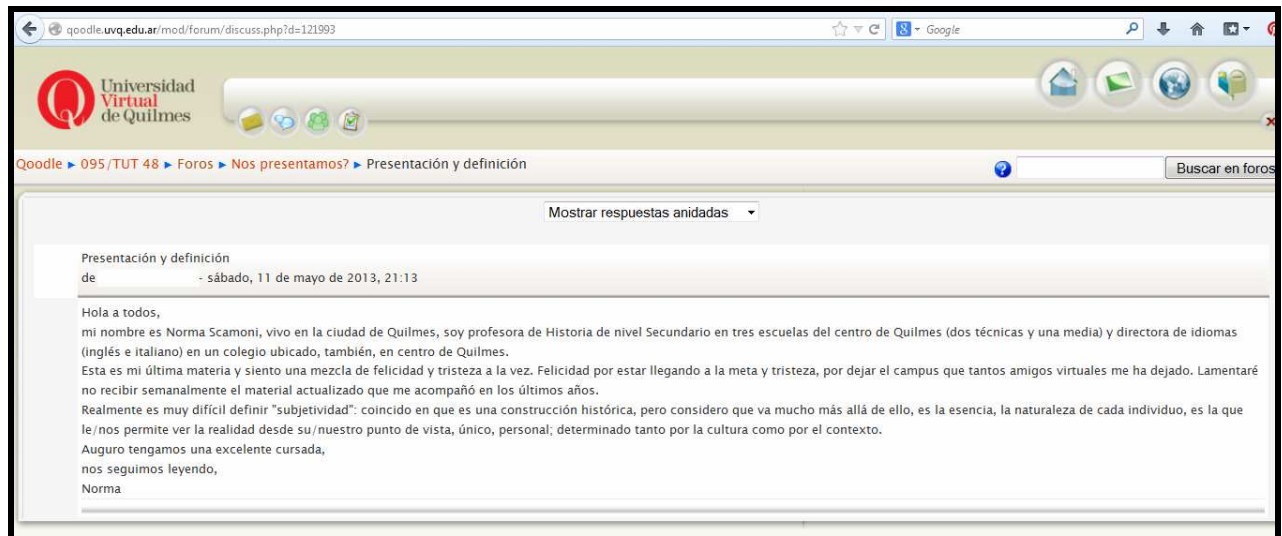 qoodle.uvq.edu.ar/mod/forum/discuss.php?d=121993
Google
Universidad
Virtual
de Quilmes
Qoodle ► 095/TUT 48 ► Foros ► Nos presentamos? ► Presentación y definición
Buscar en foros
Mostrar respuestas anidadas
Presentación y definición
de - sábado, 11 de mayo de 2013, 21:13
Hola a todos,
mi nombre es Norma Scamoni, vivo en la ciudad de Quilmes, soy profesora de Historia de nivel Secundario en tres escuelas del centro de Quilmes (dos técnicas y una media) y directora de idiomas
(inglés e italiano) en un colegio ubicado, también, en centro de Quilmes.
Esta es mi última materia y siento una mezcla de felicidad y tristeza a la vez. Felicidad por estar llegando a la meta y tristeza, por dejar el campus que tantos amigos virtuales me ha dejado. Lamentaré
no recibir semanalmente el material actualizado que me acompañó en los últimos años.
Realmente es muy difícil definir "subjetividad": coincido en que es una construcción histórica, pero considero que va mucho más allá de ello, es la esencia, la naturaleza de cada individuo, es la que
le/nos permite ver la realidad desde su/nuestro punto de vista, único, personal; determinado tanto por la cultura como por el contexto.
Auguro tengamos una excelente cursada,
nos seguimos leyendo,
Norma